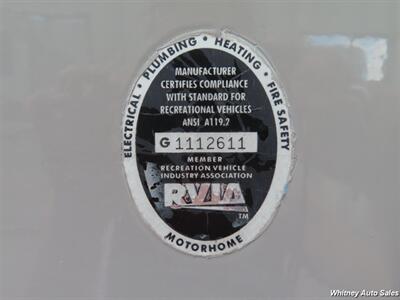 ELECTRICAL • PLUMBING • HEATING • FIRE SAFETY
MANUFACTURER
CERTIFIES COMPLIANCE
WITH STANDARD FOR
RECREATIONAL VEHICLES
ANSI A119.2
G 1112611
MEMBER
RECREATION VEHICLE
INDUSTRY ASSOCIATION
RVIA
TM
MOTORHOME
Whitney Auto Sales